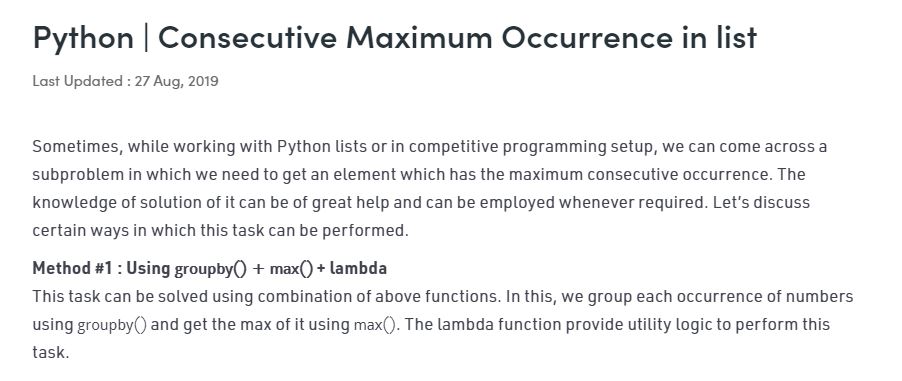 Python | Consecutive Maximum Occurrence in list
Last Updated : 27 Aug, 2019
Sometimes, while working with Python lists or in competitive programming setup, we can come across a
subproblem in which we need to get an element which has the maximum consecutive occurrence. The
knowledge of solution of it can be of great help and can be employed whenever required. Let's discuss
certain ways in which this task can be performed.
Method #1 : Using groupby() + max() + lambda
This task can be solved using combination of above functions. In this, we group each occurrence of numbers
using groupby() and get the max of it using max(). The lambda function provide utility logic to perform this
task.